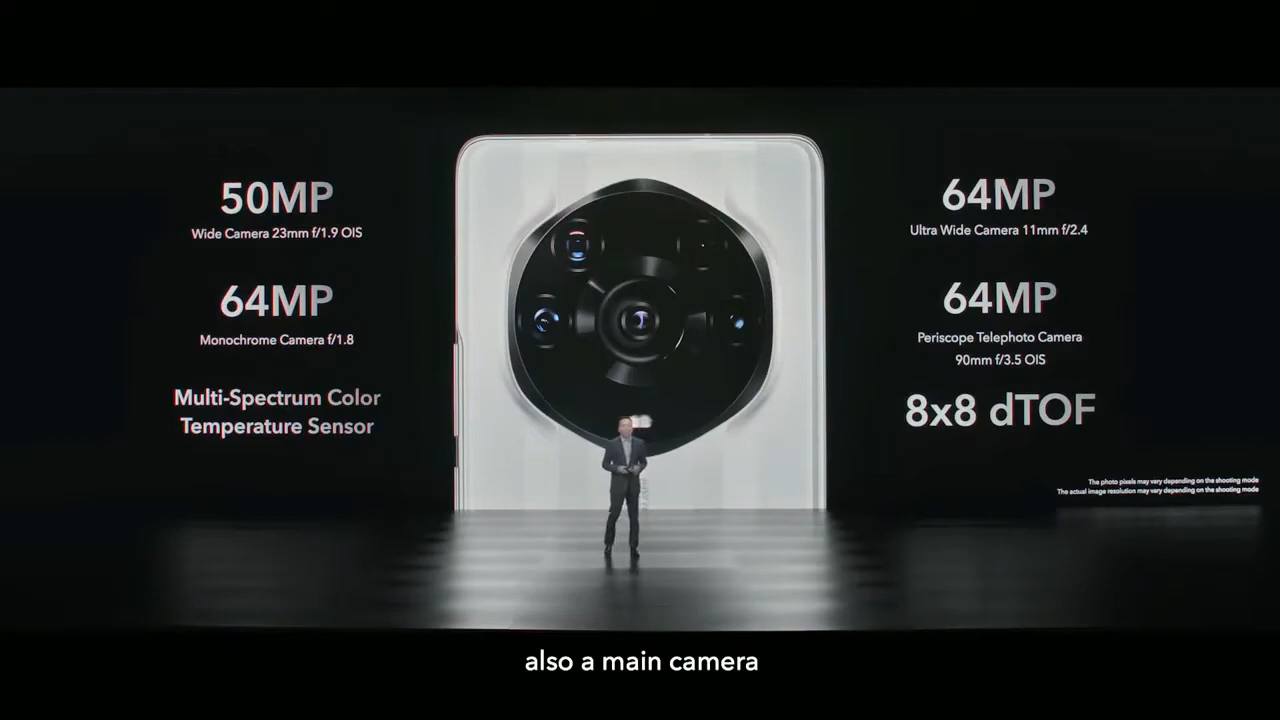 50MP
Wide Camera 23mm f/1.9 OIS
64MP
Monochrome Camera f/1.8
Multi-Spectrum Color
Temperature Sensor
64MP
Ultra Wide Camera 11mm f/2.4
64MP
Periscope Telephoto Camera
90mm f/3.5 OIS
8x8 dTOF
The photo pixels may vary depending on the shooting mode
The actual image resolution may vary depending on the shooting mode
also a main camera